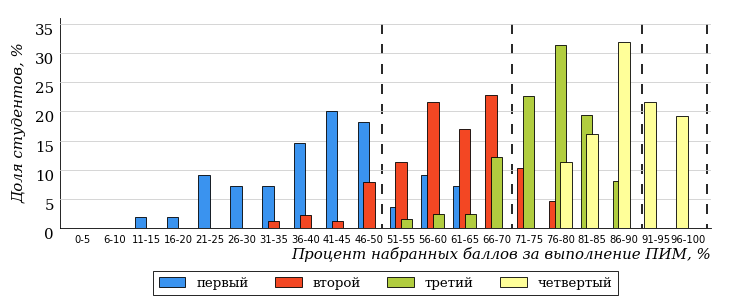 Доля студентов, %
35
30
25
20
15
10
5
0
0-5 6-10 11-15 16-20 21-25 26-30 31-35 36-40 41-45 46-50 51-55 56-60 61-65 66-70 71-75 76-80 81-85 86-90 91-95 96-100
Процент набранных баллов за выполнение ПИМ, %
первый второй третий четвертый